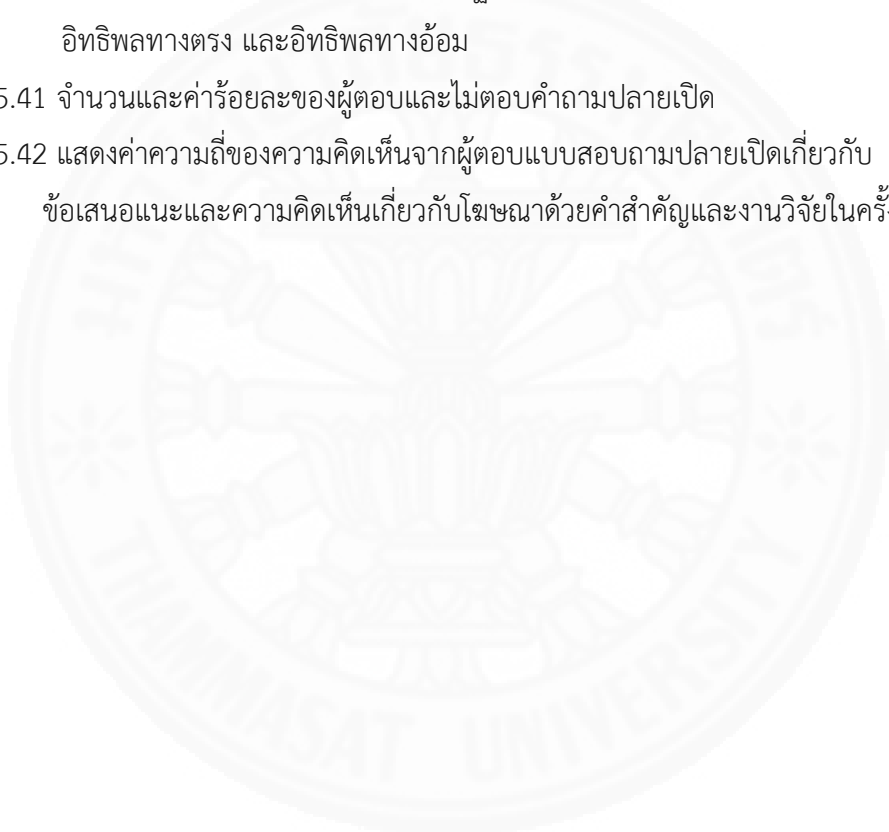 อิทธิพลทางตรง และอิทธิพลทางอ้อม
5.41 จำนวนและค่าร้อยละของผู้ตอบและไม่ตอบคำถามปลายเปิด
5.42 แสดงค่าความถี่ของความคิดเห็นจากผู้ตอบแบบสอบถามปลายเปิดเกี่ยวกับ
ข้อเสนอแนะและความคิดเห็นเกี่ยวกับโฆษณาด้วยคำสำคัญและงานวิจัยในครั้ง
THAMMASAT UNIVERSITY